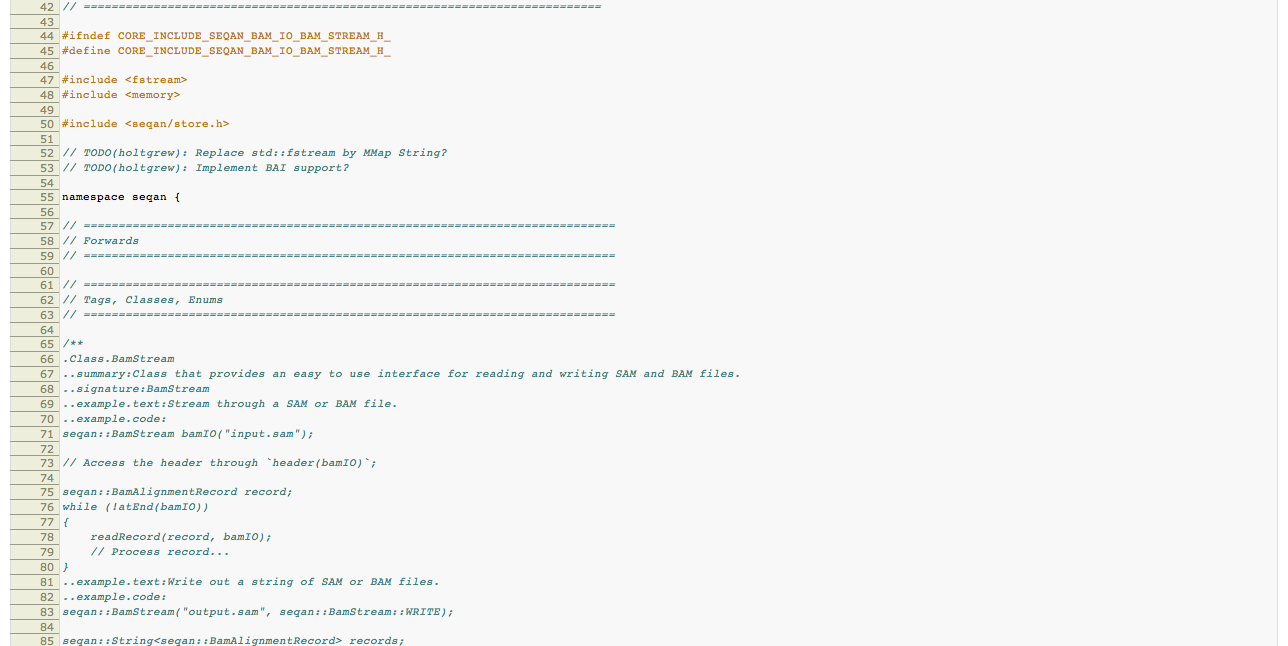 42 // ==========================================================================
43
44 #ifndef CORE_INCLUDE_SEQAN_BAM_IO_BAM_STREAM_H_
45 #define CORE_INCLUDE_SEQAN_BAM_IO_BAM_STREAM_H_
46
47 #include <fstream>
48 #include <memory>
49
50 #include <seqan/store.h>
51
52 // TODO(holtgrew): Replace std::fstream by MMap String?
53 // TODO(holtgrew): Implement BAI support?
54
55 namespace seqan {
56
57 // ============================================================================
58 // Forwards
59 // ============================================================================
60
61 // ============================================================================
62 // Tags, Classes, Enums
63 // ============================================================================
64
65 /**
66 .Class.BamStream
67 ..summary:Class that provides an easy to use interface for reading and writing SAM and BAM files.
68 ..signature:BamStream
69 ..example.text:Stream through a SAM or BAM file.
70 ..example.code:
71 seqan::BamStream bamIO("input.sam");
72
73 // Access the header through `header(bamIO)`;
74
75 seqan::BamAlignmentRecord record;
76 while (!atEnd(bamIO))
77 {
78     readRecord(record, bamIO);
79     // Process record...
80 }
81 ..example.text:Write out a string of SAM or BAM files.
82 ..example.code:
83 seqan::BamStream("output.sam", seqan::BamStream::WRITE);
84
85 seqan::String<seqan::BamAlignmentRecord> records;